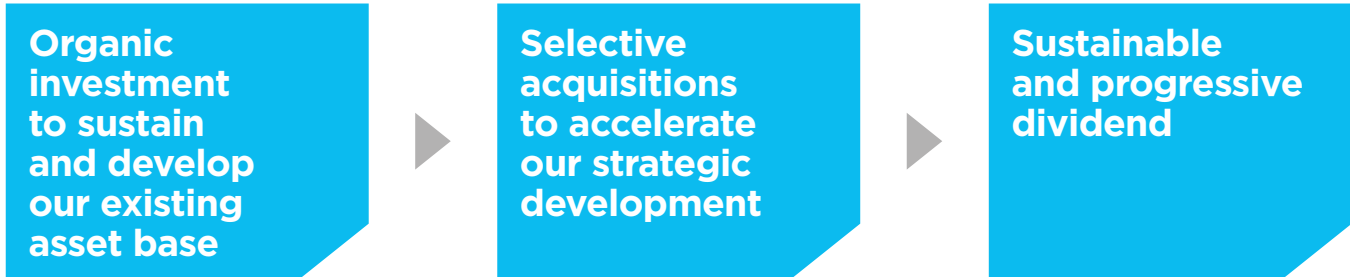 Organic
investment
to sustain
and develop
our existing
asset base
Selective
acquisitions
to accelerate
our strategic
development
Sustainable
and progressive
dividend